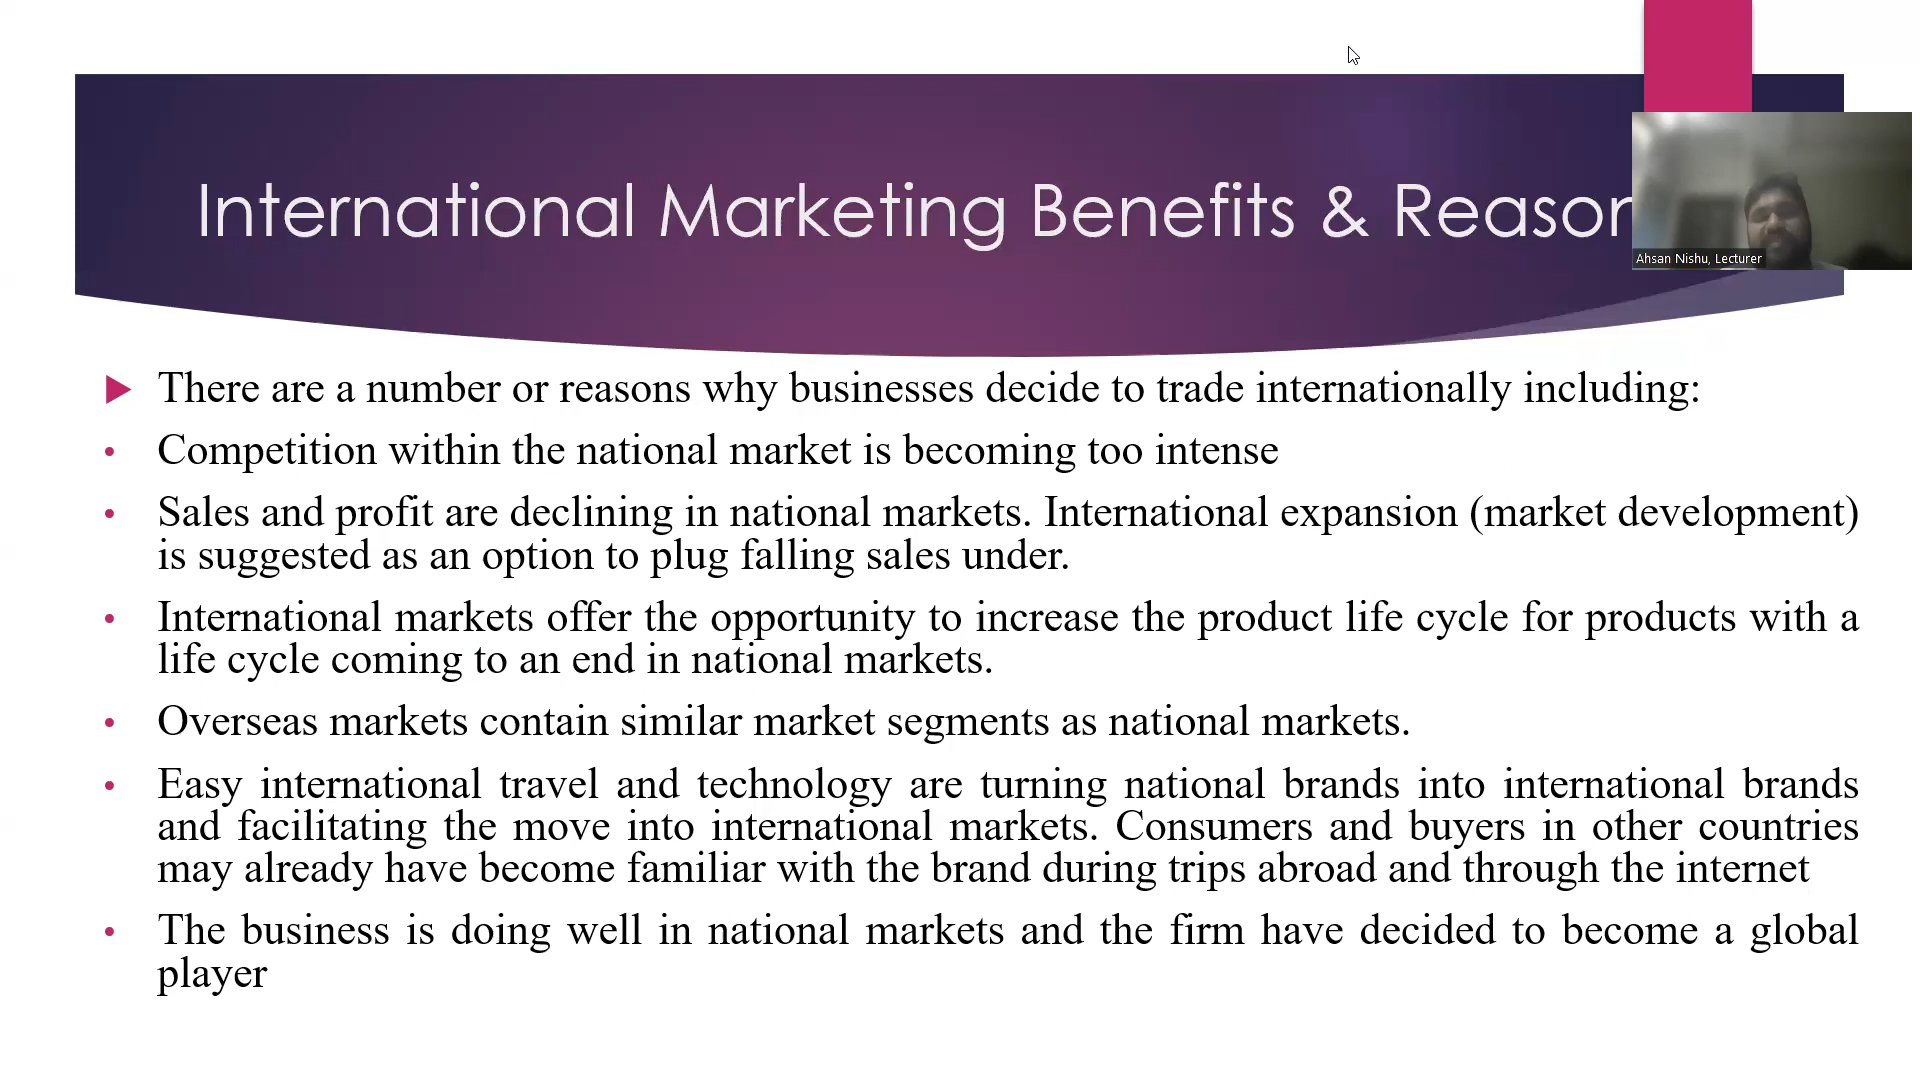 International Marketing Benefits & Reason
Ahsan Nishu, Lecturer
There are a number or reasons why businesses decide to trade internationally including:
• Competition within the national market is becoming too intense
• Sales and profit are declining in national markets. International expansion (market development)
is suggested as an option to plug falling sales under.
• International markets offer the opportunity to increase the product life cycle for products with a
life cycle coming to an end in national markets.
• Overseas markets contain similar market segments as national markets.
• Easy international travel and technology are turning national brands into international brands
and facilitating the move into international markets. Consumers and buyers in other countries
may already have become familiar with the brand during trips abroad and through the internet
• The business is doing well in national markets and the firm have decided to become a global
player